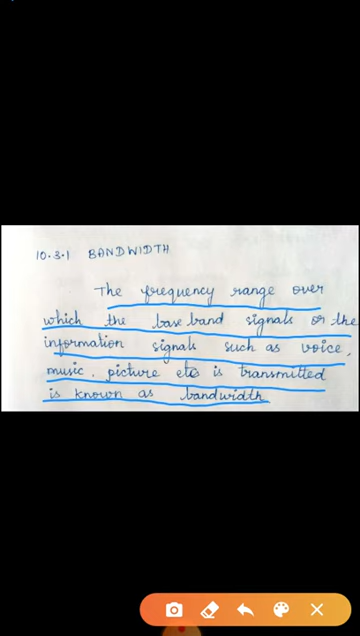 10.3.1 BANDWIDTH
The frequency range over
which the base band signals or the
information signals such as voice,
music, picture etc is transmitted
is known as bandwidth.